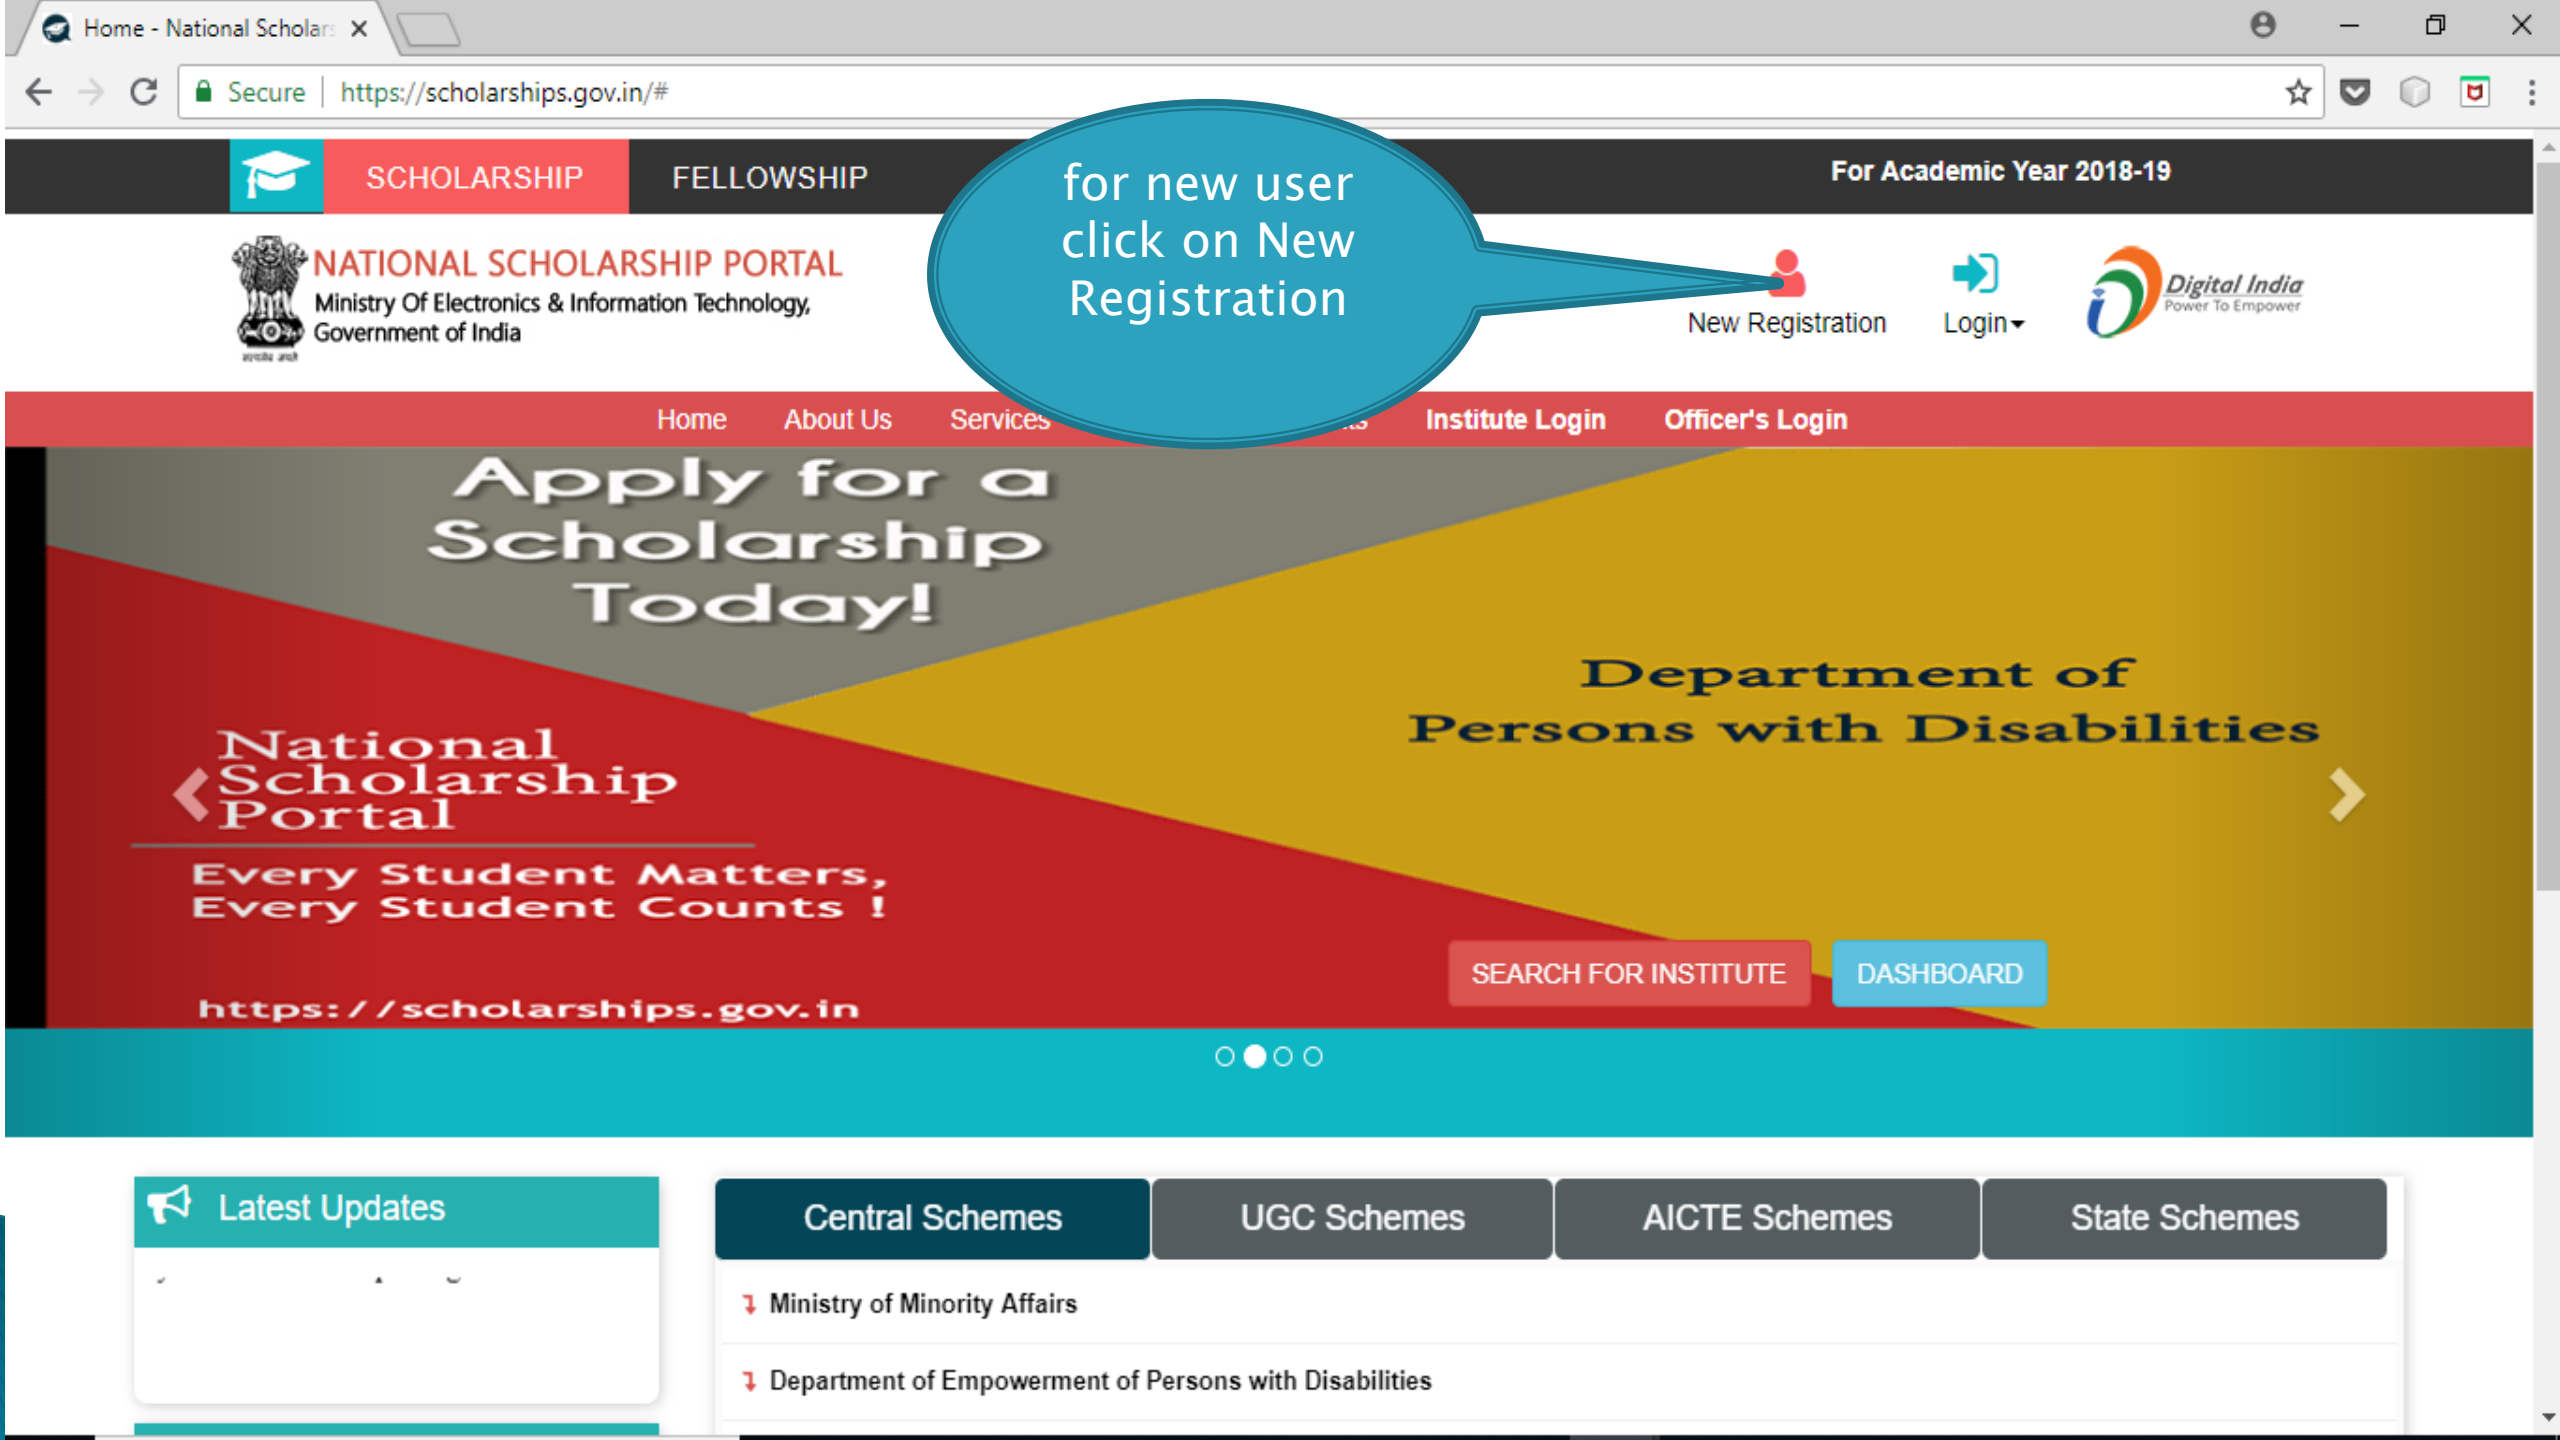 Home - National Scholars
Secure | https://scholarships.gov.in/#
SCHOLARSHIP
FELLOWSHIP
For Academic Year 2018-19
for new user
click on New
Registration
NATIONAL SCHOLARSHIP PORTAL
Ministry Of Electronics & Information Technology,
Government of India
New Registration
Login
Digital India
Power To Empower
Home
About Us
Services
Institute Login
Officer's Login
Apply for a
Scholarship
Today!
Department of
Persons with Disabilities
National
Scholarship
Portal
Every Student Matters,
Every Student Counts !
https://scholarships.gov.in
SEARCH FOR INSTITUTE
DASHBOARD
Latest Updates
Central Schemes
UGC Schemes
AICTE Schemes
State Schemes
Ministry of Minority Affairs
Department of Empowerment of Persons with Disabilities